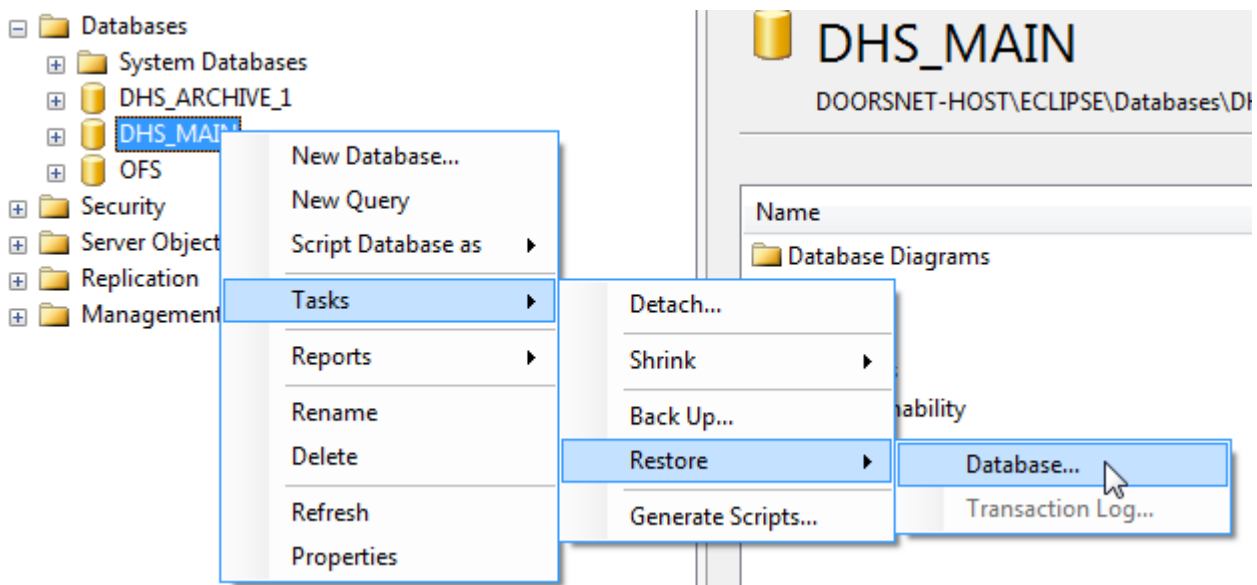 Databases
System Databases
DHS_ARCHIVE_1
DHS_MAIN
OFS
Security
Server Object
Replication
Management
New Database...
New Query
Script Database as
Tasks
Reports
Rename
Delete
Refresh
Properties
Detach...
Shrink
Back Up...
Restore
Generate Scripts...
Database...
Transaction Log...
DHS_MAIN
DOORSNET-HOST\ECLIPSE\Databases\DH
Name
Database Diagrams
ability